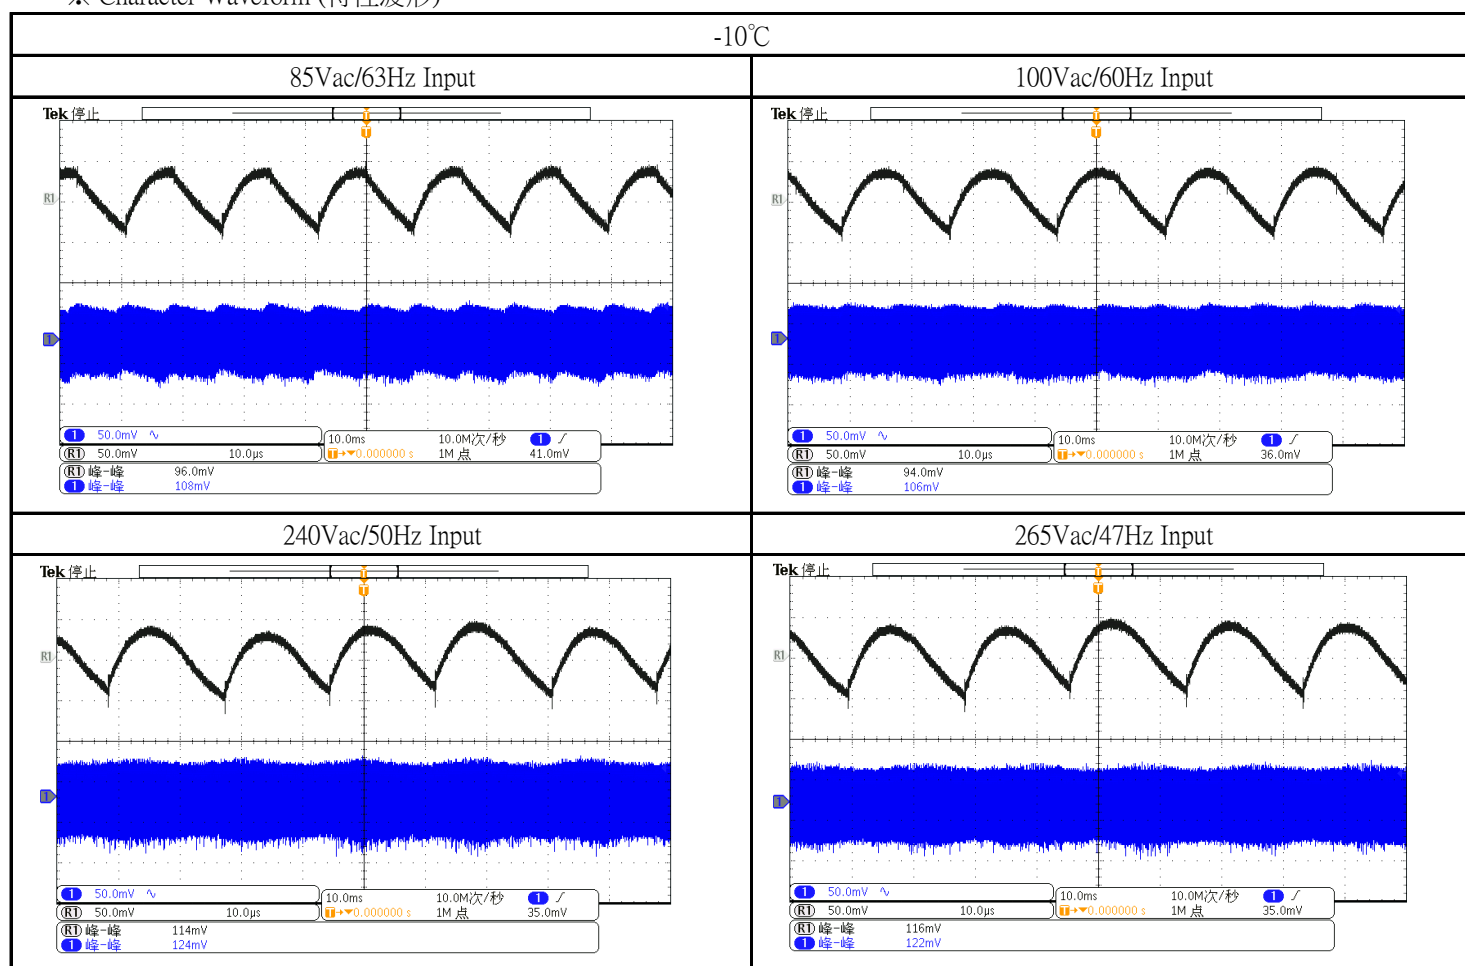 ※ Character Waveform (特性波形)
-10℃
85Vac/63Hz Input
100Vac/60Hz Input
Tek 停止
T
T
R1
1
1 50.0mV ∿
R1 50.0mV 10.0µs
10.0ms 10.0M次/秒 1 ∕
T→▼0.000000 s 1M 点 41.0mV
R1 峰-峰 96.0mV
1 峰-峰 108mV
Tek 停止
T
T
R1
1
1 50.0mV ∿
R1 50.0mV 10.0µs
10.0ms 10.0M次/秒 1 ∕
T→▼0.000000 s 1M 点 36.0mV
R1 峰-峰 94.0mV
1 峰-峰 106mV
240Vac/50Hz Input
265Vac/47Hz Input
Tek 停止
T
T
R1
1
1 50.0mV ∿
R1 50.0mV 10.0µs
10.0ms 10.0M次/秒 1 ∕
T→▼0.000000 s 1M 点 35.0mV
R1 峰-峰 114mV
1 峰-峰 124mV
Tek 停止
T
T
R1
1
1 50.0mV ∿
R1 50.0mV 10.0µs
10.0ms 10.0M次/秒 1 ∕
T→▼0.000000 s 1M 点 35.0mV
R1 峰-峰 116mV
1 峰-峰 122mV